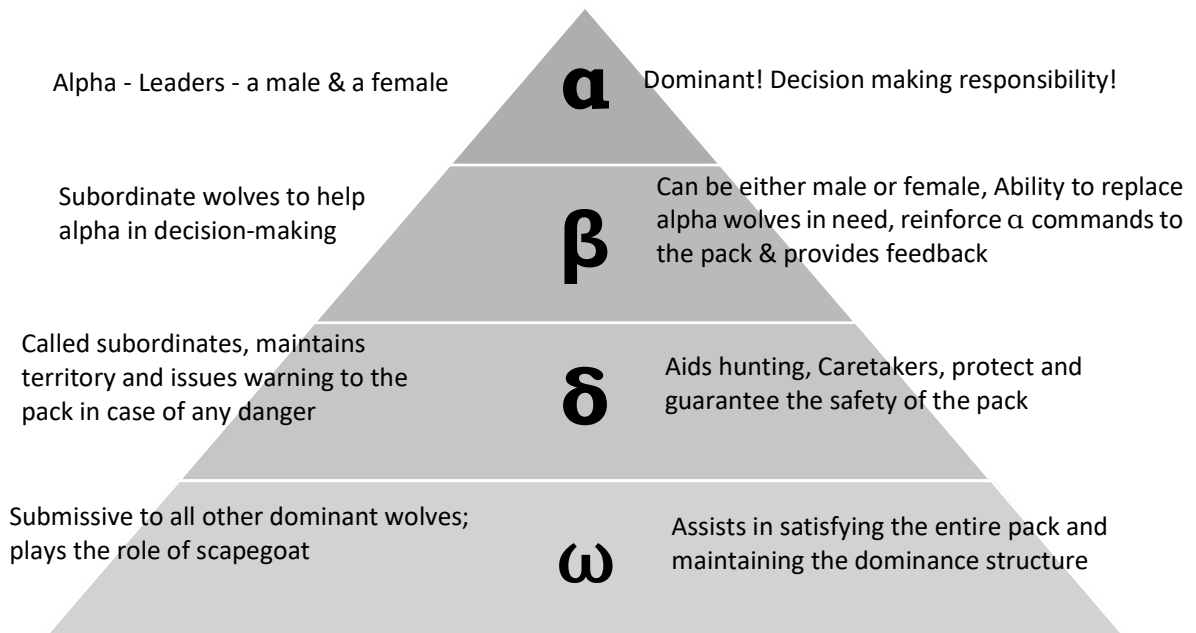 Alpha - Leaders - a male & a female
α
Dominant! Decision making responsibility!
Subordinate wolves to help
alpha in decision-making
β
Can be either male or female, Ability to replace
alpha wolves in need, reinforce α commands to
the pack & provides feedback
Called subordinates, maintains
territory and issues warning to the
pack in case of any danger
δ
Aids hunting, Caretakers, protect and
guarantee the safety of the pack
Submissive to all other dominant wolves;
plays the role of scapegoat
ω
Assists in satisfying the entire pack and
maintaining the dominance structure